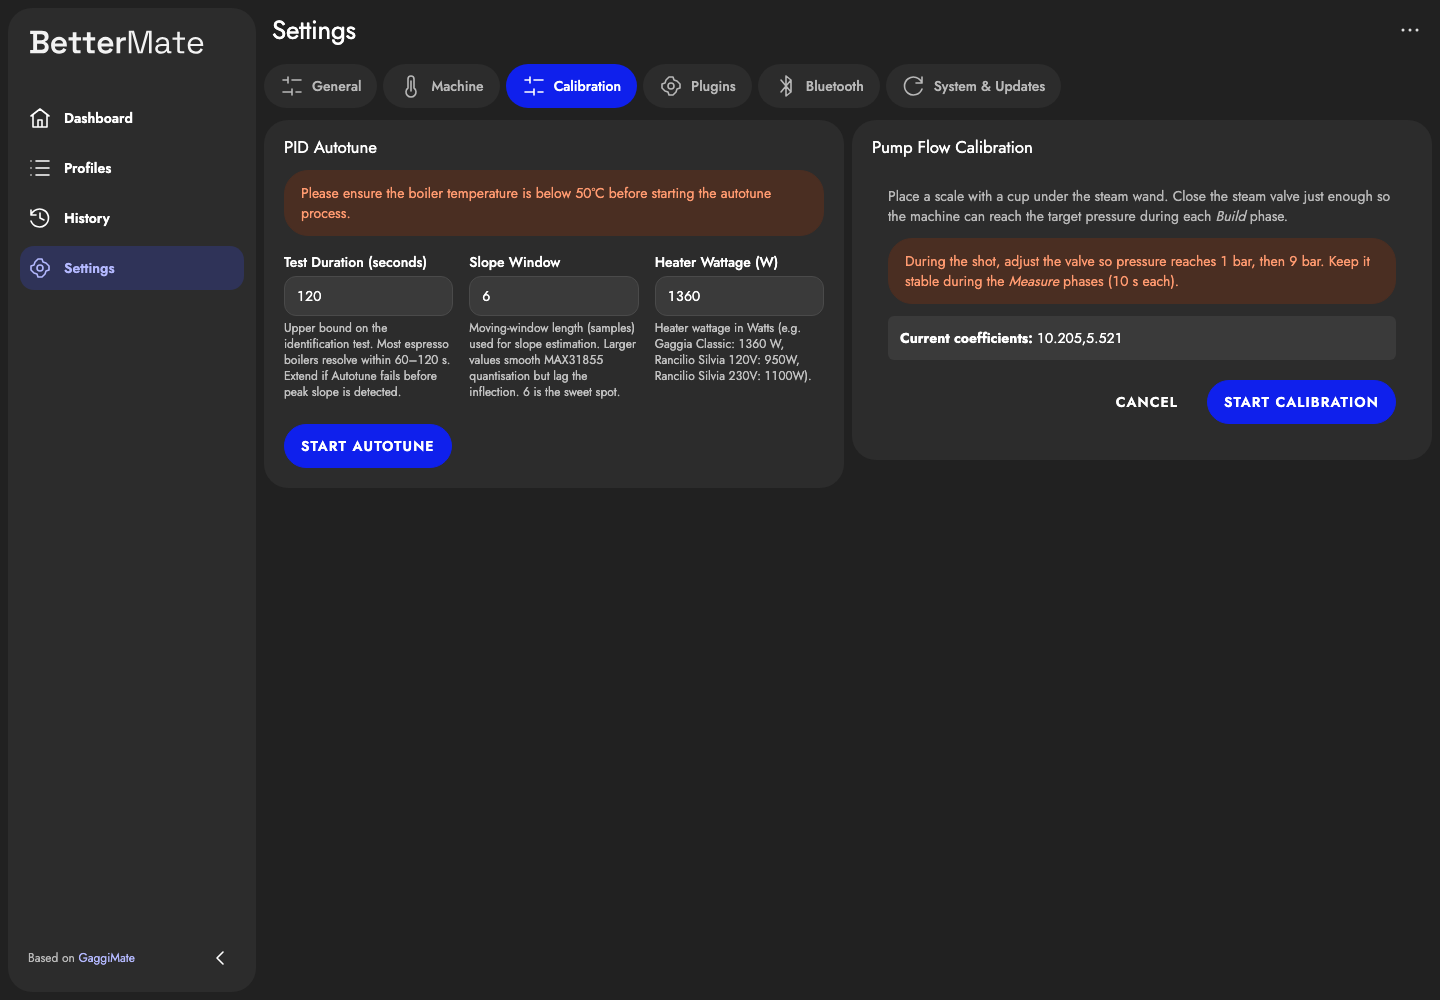 BetterMate
Dashboard
Profiles
History
Settings
Based on GaggiMate
Settings
General
Machine
Calibration
Plugins
Bluetooth
System & Updates
PID Autotune
Please ensure the boiler temperature is below 50°C before starting the autotune
process.
Test Duration (seconds)
120
Upper bound on the
identification test. Most espresso
boilers resolve within 60–120 s.
Extend if Autotune fails before
peak slope is detected.
Slope Window
6
Moving-window length (samples)
used for slope estimation. Larger
values smooth MAX31855
quantisation but lag the
inflection. 6 is the sweet spot.
Heater Wattage (W)
1360
Heater wattage in Watts (e.g.
Gaggia Classic: 1360 W,
Rancilio Silvia 120V: 950W,
Rancilio Silvia 230V: 1100W).
START AUTOTUNE
Pump Flow Calibration
Place a scale with a cup under the steam wand. Close the steam valve just enough so
the machine can reach the target pressure during each Build phase.
During the shot, adjust the valve so pressure reaches 1 bar, then 9 bar. Keep it
stable during the Measure phases (10 s each).
Current coefficients: 10.205,5.521
CANCEL
START CALIBRATION